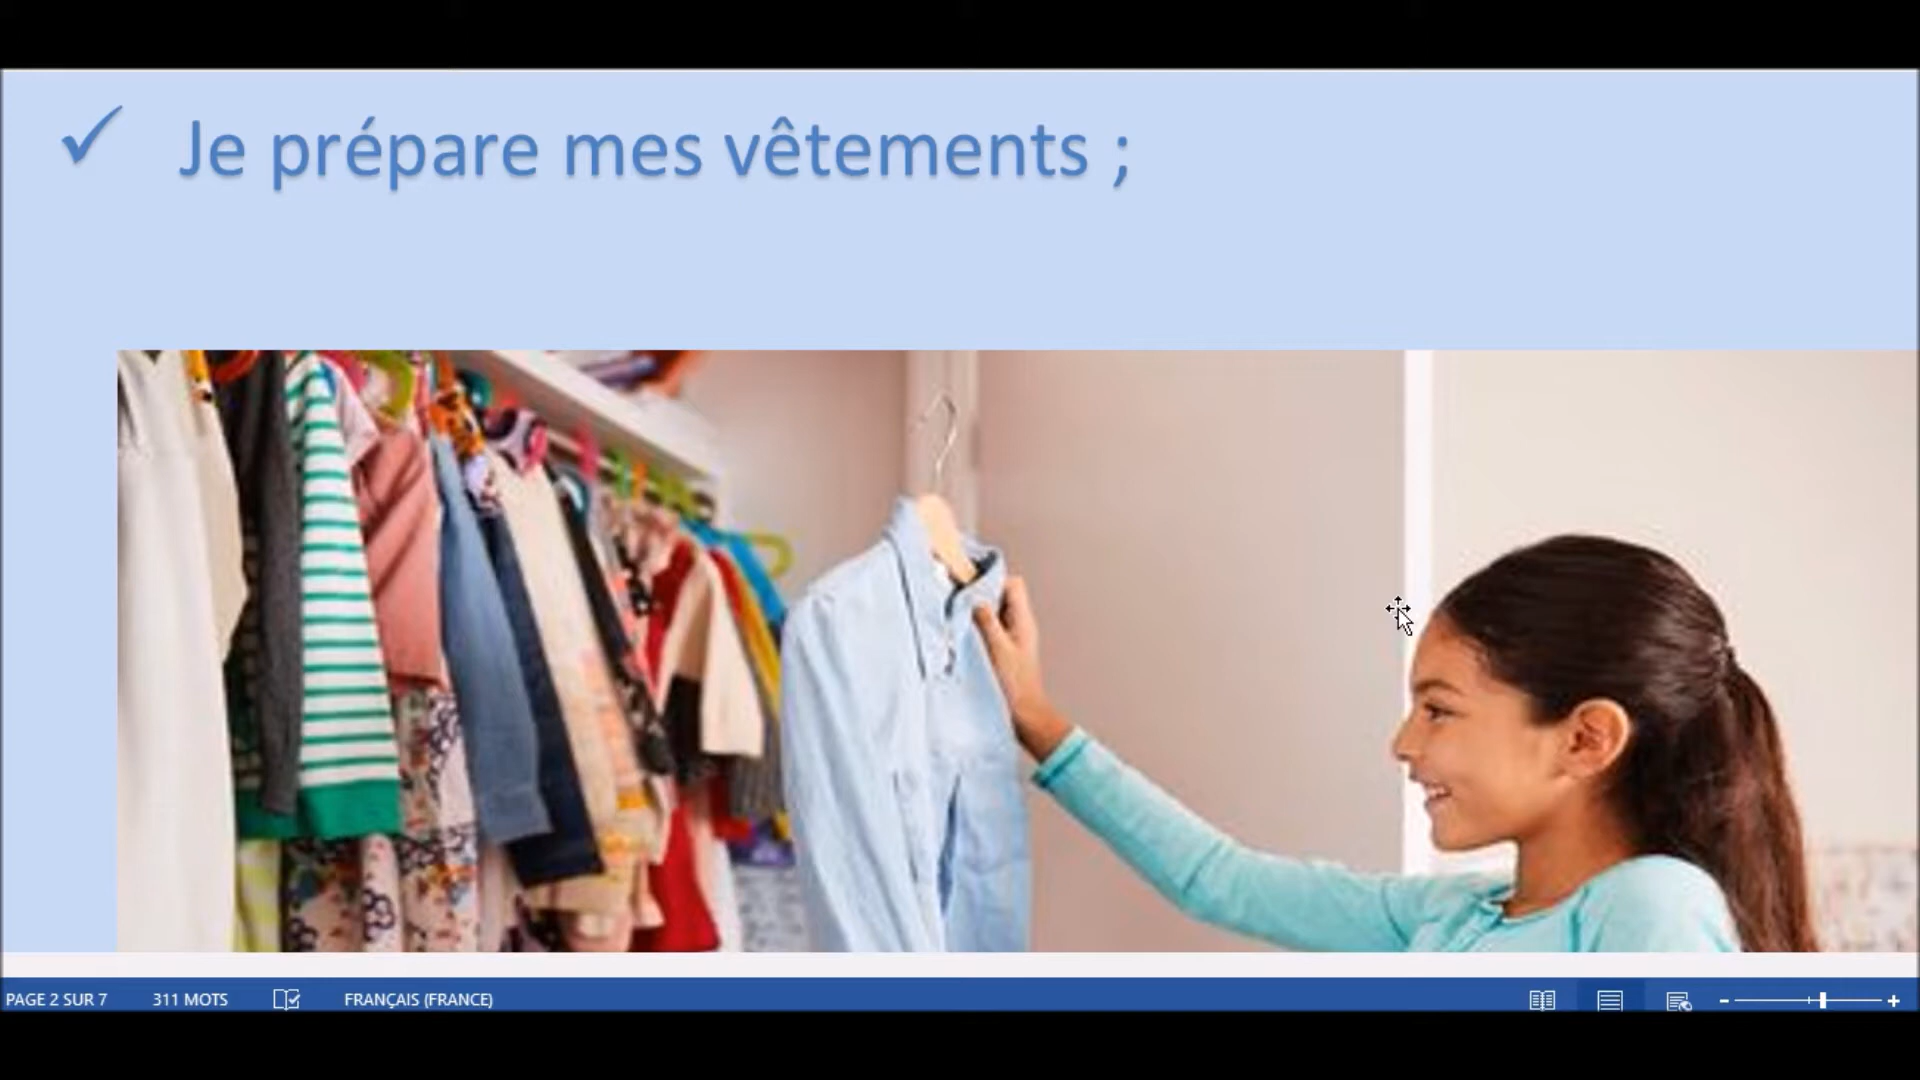 ✓ Je prépare mes vêtements ;
PAGE 2 SUR 7 311 MOTS FRANÇAIS (FRANCE)